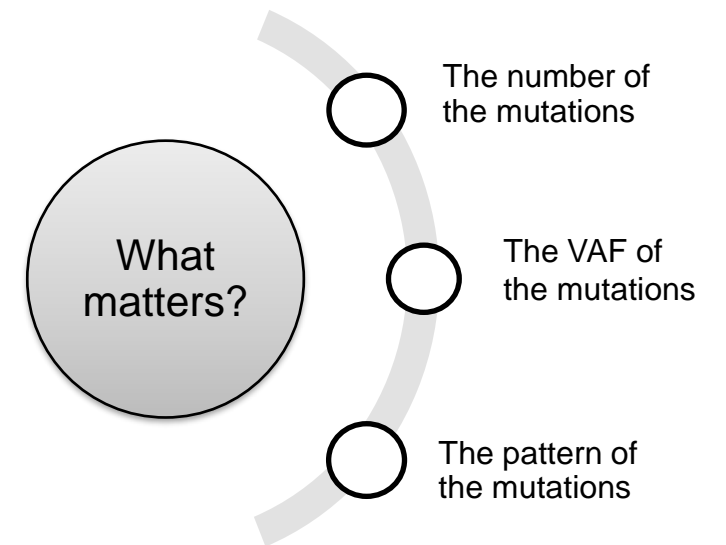 What
matters?
The number of
the mutations
The VAF of
the mutations
The pattern of
the mutations